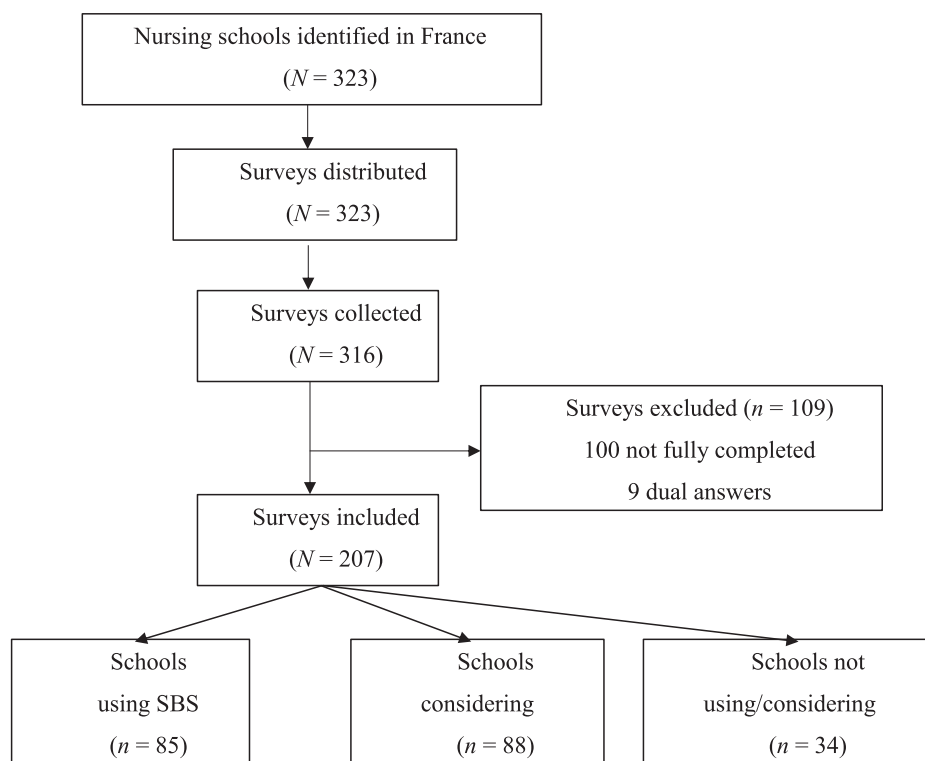 Nursing schools identified in France
(N = 323)
Surveys distributed
(N = 323)
Surveys collected
(N = 316)
Surveys excluded (n = 109)
100 not fully completed
9 dual answers
Surveys included
(N = 207)
Schools
using SBS
(n = 85)
Schools
considering
(n = 88)
Schools not
using/considering
(n = 34)